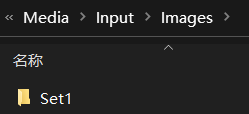 « Media > Input > Images >
名称
Set1